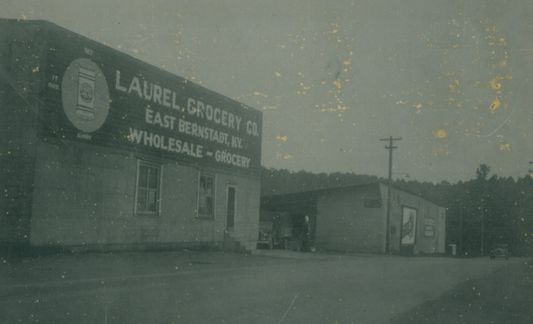 LAUREL GROCERY CO.
EAST BERNSTADT, KY.
WHOLESALE - GROCERY